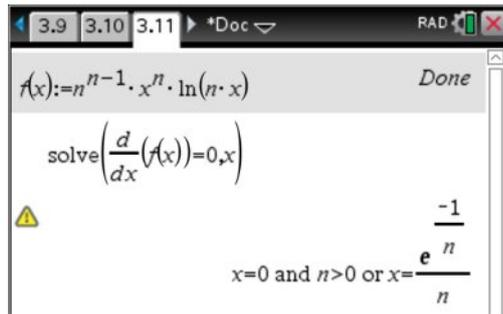 3.9 3.10 3.11 *Doc RAD
f(x):=n^{n−1}·x^n·ln(n·x) Done
solve(d/dx(f(x))=0,x)
x=0 and n>0 or x=e^{-1/n}/n